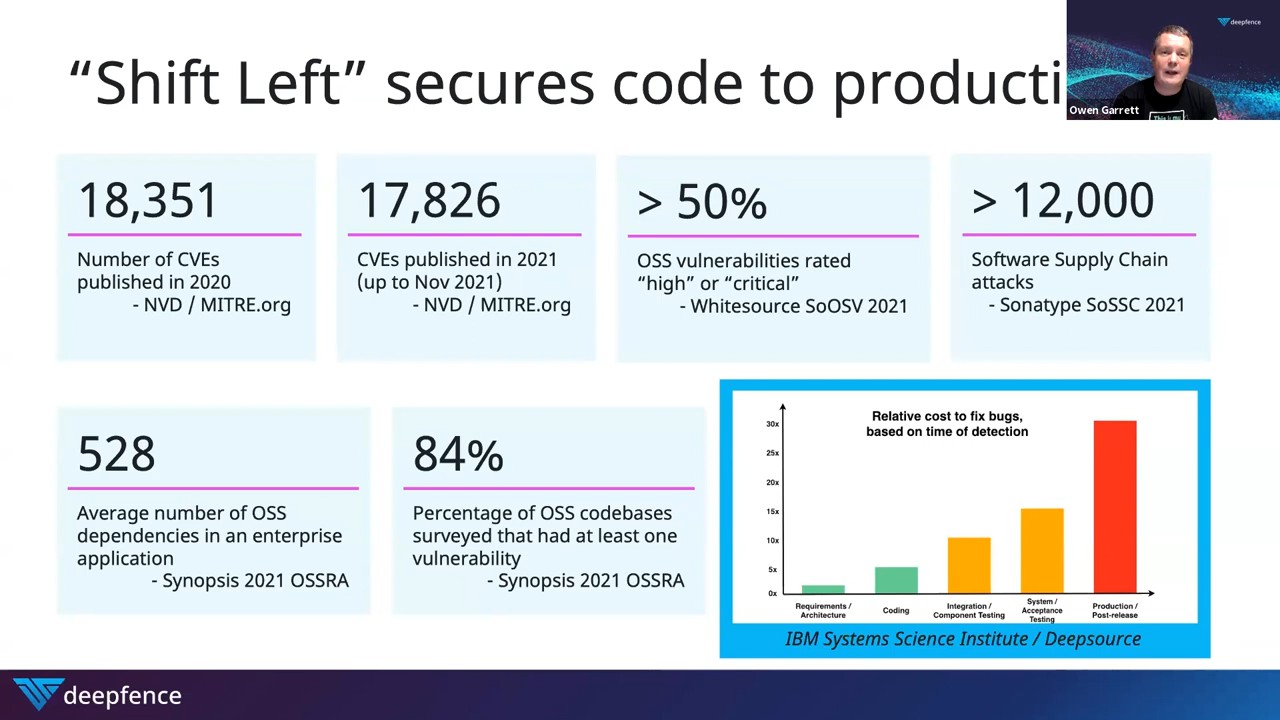 “Shift Left” secures code to producti
deepfence
Owen Garrett
This is my
18,351
Number of CVEs
published in 2020
- NVD / MITRE.org
17,826
CVEs published in 2021
(up to Nov 2021)
- NVD / MITRE.org
> 50%
OSS vulnerabilities rated
“high” or “critical”
- Whitesource SoOSV 2021
> 12,000
Software Supply Chain
attacks
- Sonatype SoSSC 2021
528
Average number of OSS
dependencies in an enterprise
application
- Synopsis 2021 OSSRA
84%
Percentage of OSS codebases
surveyed that had at least one
vulnerability
- Synopsis 2021 OSSRA
Relative cost to fix bugs,
based on time of detection
30x
25x
20x
15x
10x
5x
0x
Requirements /
Architecture
Coding
Integration /
Component Testing
System /
Acceptance
Testing
Production /
Post-release
IBM Systems Science Institute / Deepsource
deepfence